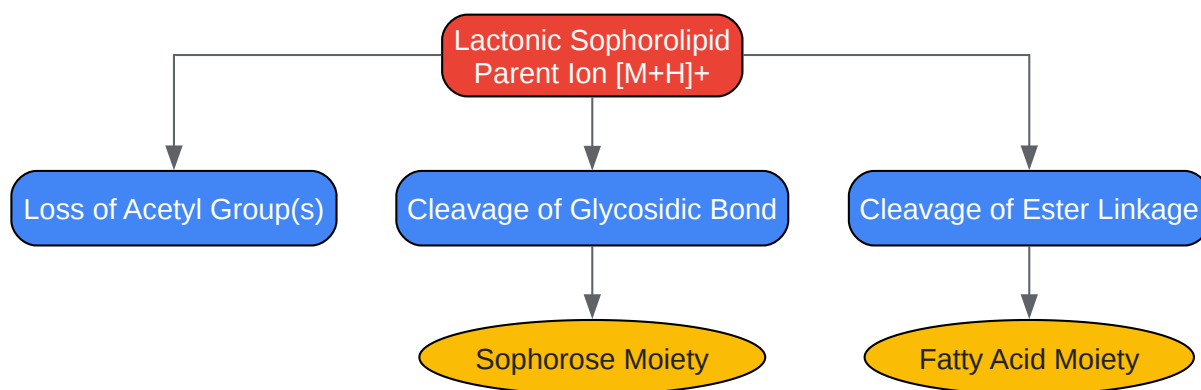 Lactonic Sophorolipid
Parent Ion [M+H]+
Loss of Acetyl Group(s)
Cleavage of Glycosidic Bond
Cleavage of Ester Linkage
Sophorose Moiety
Fatty Acid Moiety